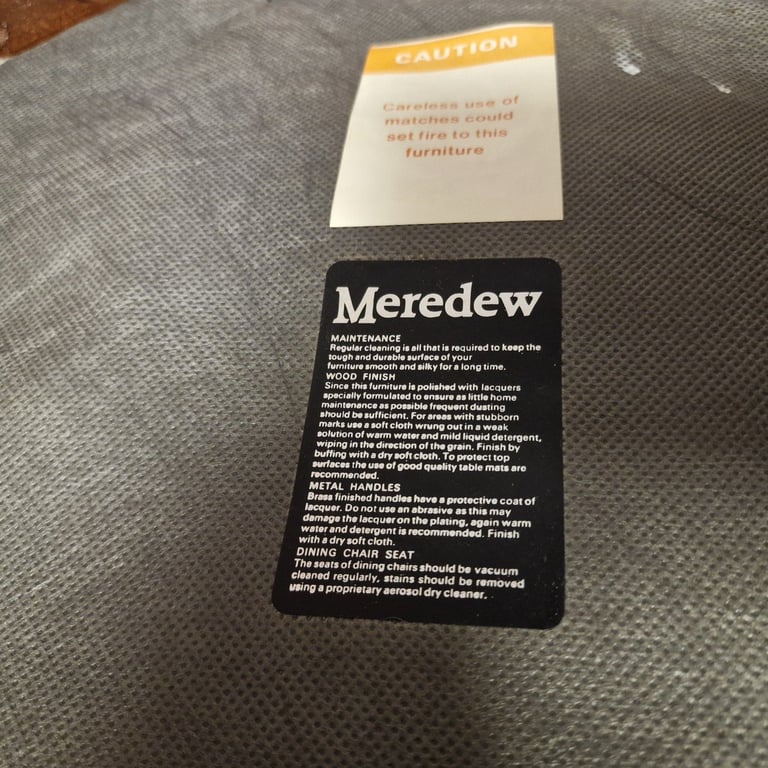 CAUTION
Careless use of
matches could
set fire to this
furniture
Meredew
MAINTENANCE
Regular cleaning is all that is required to keep the
tough and durable surface of your
furniture smooth and silky for a long time.
WOOD FINISH
Since this furniture is polished with lacquers
specially formulated to ensure as little home
maintenance as possible frequent dusting
should be sufficient. For areas with stubborn
marks use a soft cloth wrung out in a weak
solution of warm water and mild liquid detergent,
wiping in the direction of the grain. Finish by
buffing with a dry soft cloth. To protect top
surfaces the use of good quality table mats are
recommended.
METAL HANDLES
Brass finished handles have a protective coat of
lacquer. Do not use an abrasive as this may
damage the lacquer on the plating, again warm
water and detergent is recommended. Finish
with a dry soft cloth.
DINING CHAIR SEAT
The seats of dining chairs should be vacuum
cleaned regularly, stains should be removed
using a proprietary aerosol dry cleaner.